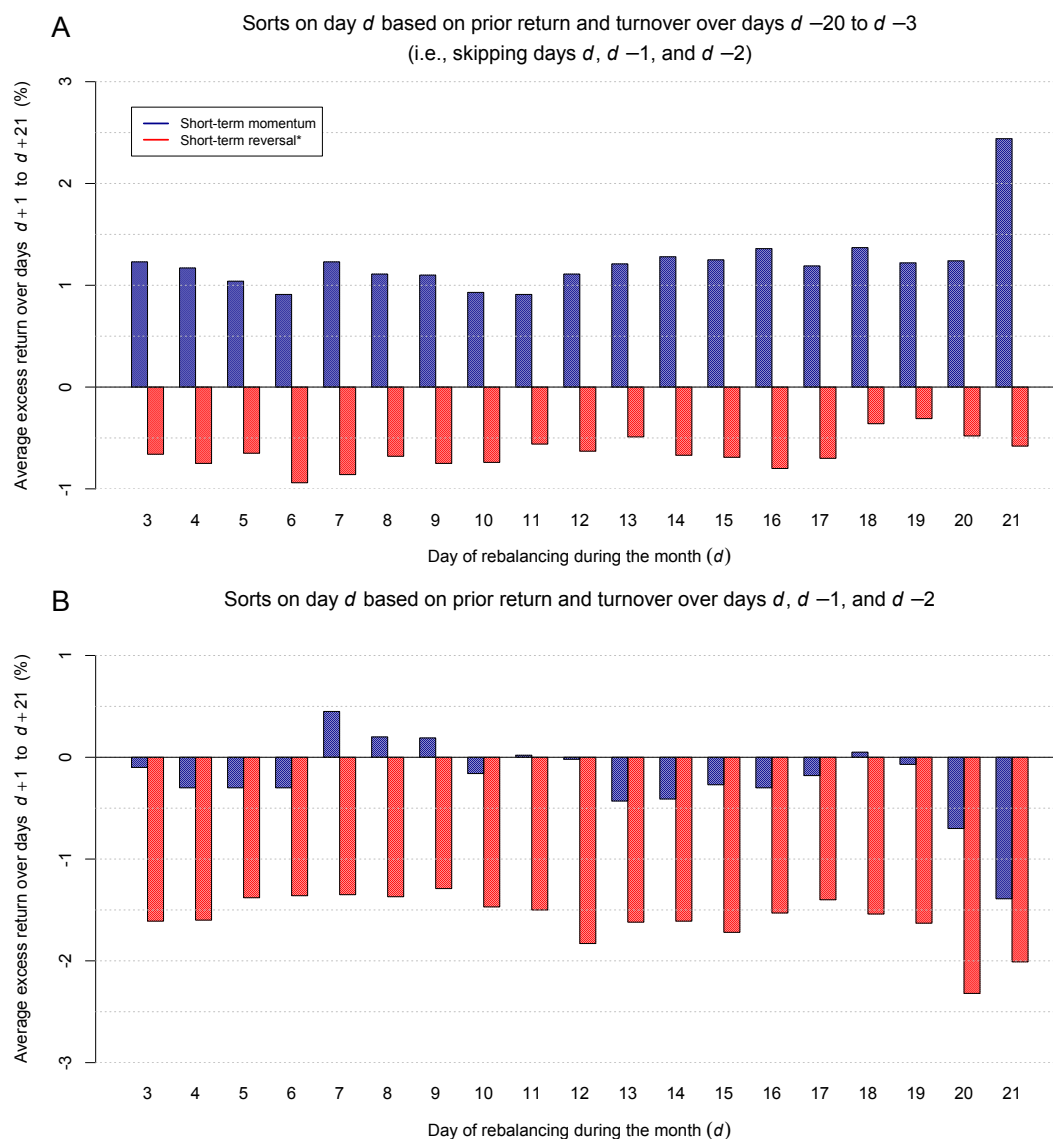 A
Sorts on day d based on prior return and turnover over days d −20 to d −3
(i.e., skipping days d, d −1, and d −2)
Average excess return over days d + 1 to d + 21 (%)
3
2
1
0
-1
Short-term momentum
Short-term reversal*
3 4 5 6 7 8 9 10 11 12 13 14 15 16 17 18 19 20 21
Day of rebalancing during the month (d)
B
Sorts on day d based on prior return and turnover over days d, d −1, and d −2
Average excess return over days d + 1 to d + 21 (%)
1
0
-1
-2
-3
3 4 5 6 7 8 9 10 11 12 13 14 15 16 17 18 19 20 21
Day of rebalancing during the month (d)